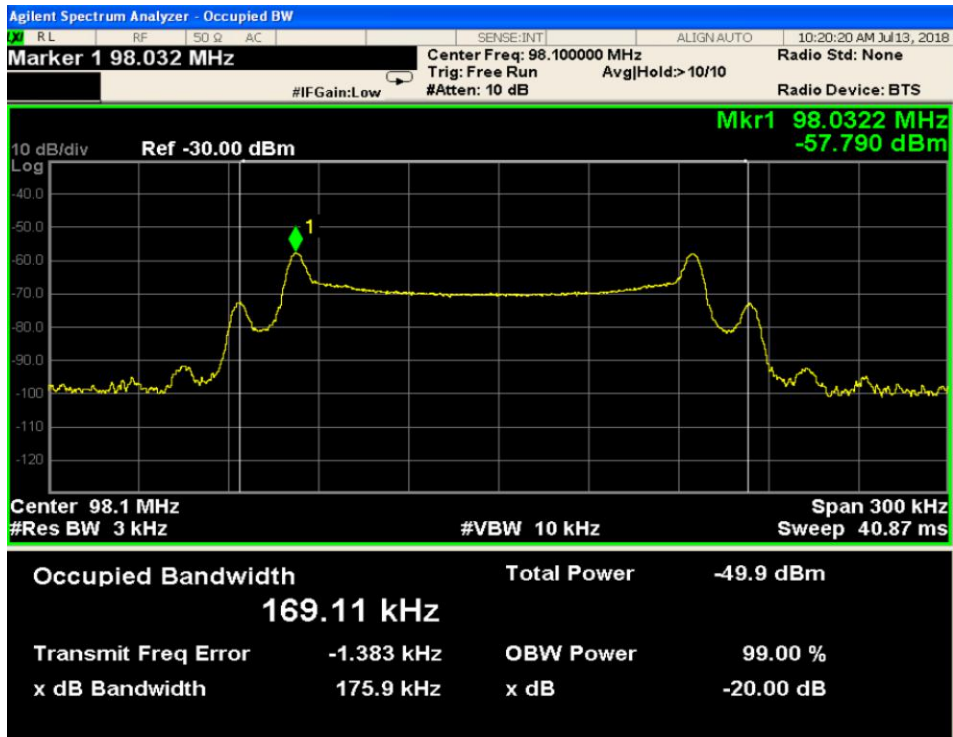 Agilent Spectrum Analyzer - Occupied BW
LXI RL RF 50 Ω AC SENSE:INT ALIGN AUTO 10:20:20 AM Jul 13, 2018
Marker 1 98.032 MHz
Center Freq: 98.100000 MHz Radio Std: None
Trig: Free Run Avg|Hold:> 10/10
#IFGain:Low #Atten: 10 dB Radio Device: BTS
Mkr1 98.0322 MHz
10 dB/div Ref -30.00 dBm -57.790 dBm
Log
-40.0
-50.0
1
-60.0
-70.0
-80.0
-90.0
-100
-110
-120
Center 98.1 MHz Span 300 kHz
#Res BW 3 kHz #VBW 10 kHz Sweep 40.87 ms
Occupied Bandwidth Total Power -49.9 dBm
169.11 kHz
Transmit Freq Error -1.383 kHz OBW Power 99.00 %
x dB Bandwidth 175.9 kHz x dB -20.00 dB